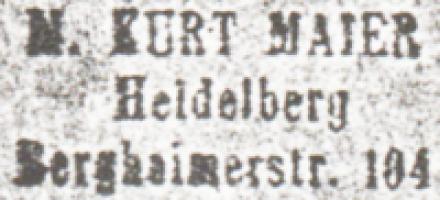 M. KURT MAIER
Heidelberg
Bergheimerstr. 104